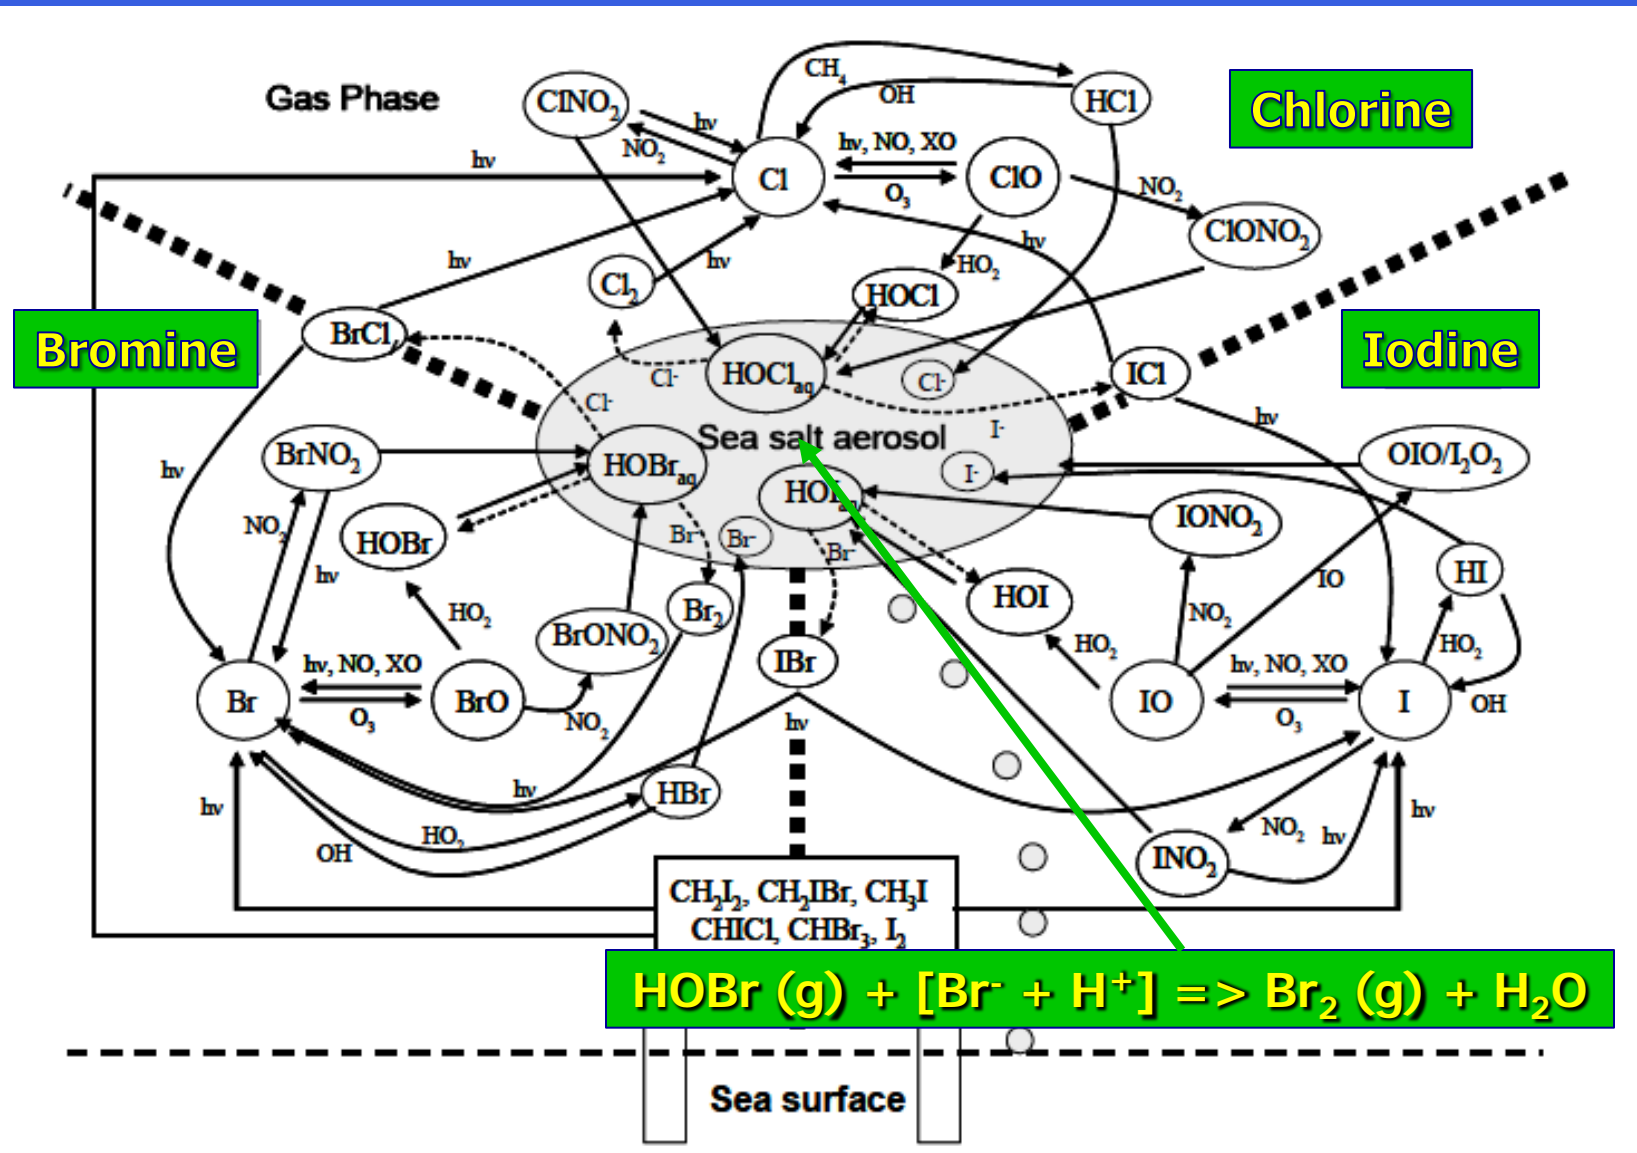 Gas Phase
Chlorine
Bromine
Iodine
ClNO₂
CH₄
OH
HCl
hν
NO₂
hν
Cl
hν, NO, XO
O₃
ClO
NO₂
ClONO₂
hν
hν
Cl₂
HO₂
HOCl
hν
BrCl
HOClaq
Cl-
Cl-
Cl-
ICl
hν
Sea salt aerosol
I-
I-
BrNO₂
HOBraq
HOI
OIO/I₂O₂
hν
NO₂
hν
HOBr
Br-
Br-
Br-
IONO₂
HI
IO
HO₂
BrONO₂
Br₂
IBr
HOI
HO₂
NO₂
HO₂
OH
Br
hν, NO, XO
O₃
BrO
NO₂
hν
IO
hν, NO, XO
O₃
I
hν
HO₂
OH
hν
HBr
INO₂
NO₂
hν
hν
CH₂I₂, CH₂IBr, CH₃I
CHICl, CHBr₃, I₂
HOBr (g) + [Br⁻ + H⁺] => Br₂ (g) + H₂O
Sea surface